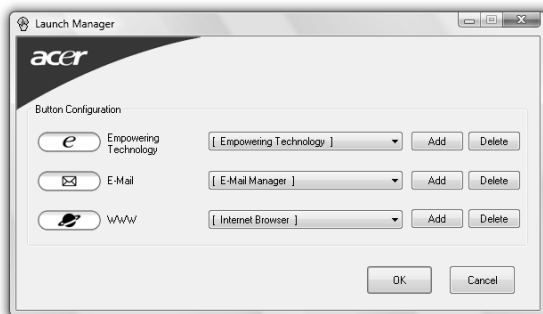 Launch Manager
acer
Button Configuration
e Empowering Technology [ Empowering Technology ] Add Delete
E-Mail [ E-Mail Manager ] Add Delete
WWW [ Internet Browser ] Add Delete
OK Cancel